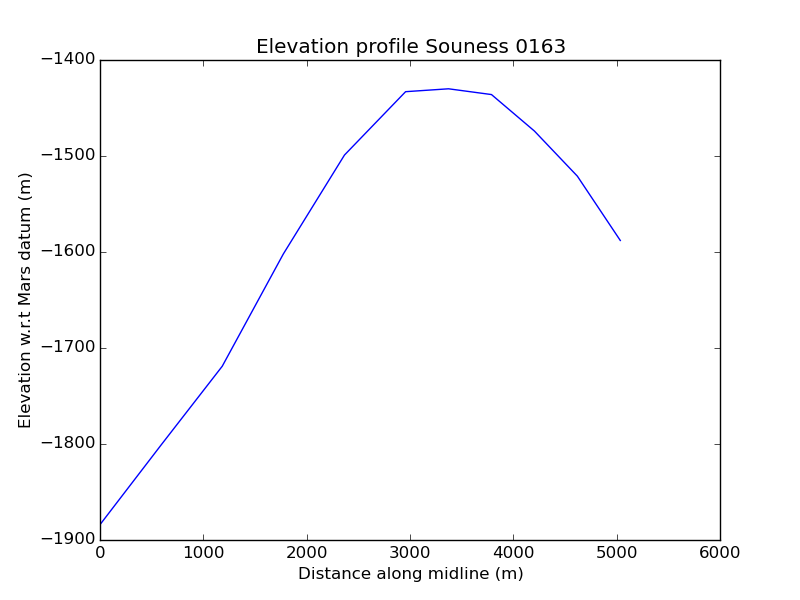 Elevation profile Souness 0163
−1400
−1500
−1600
−1700
−1800
−1900
Elevation w.r.t Mars datum (m)
0 1000 2000 3000 4000 5000 6000
Distance along midline (m)